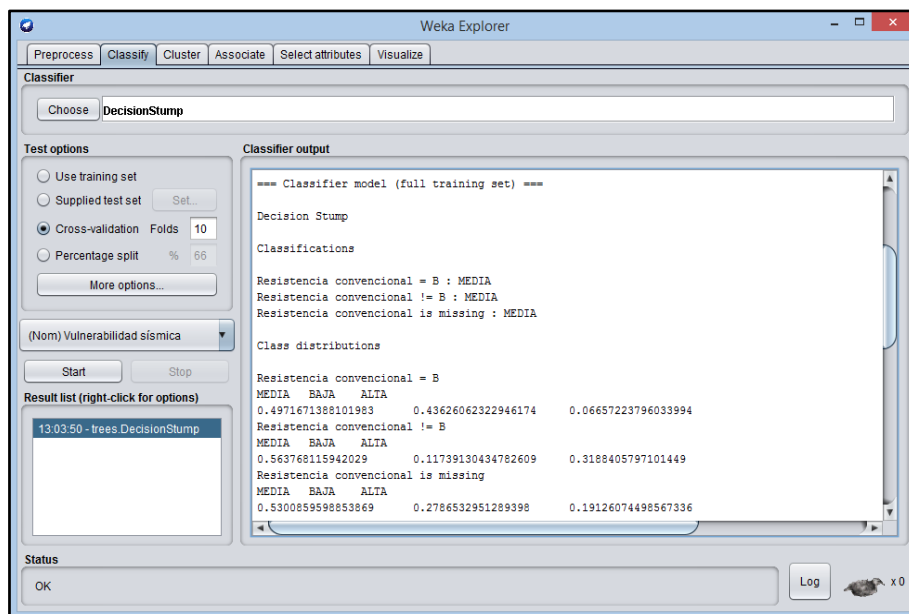 Weka Explorer
Preprocess Classify Cluster Associate Select attributes Visualize
Classifier
Choose DecisionStump
Test options
Use training set
Supplied test set Set...
Cross-validation Folds 10
Percentage split % 66
More options...
(Nom) Vulnerabilidad sísmica
Start Stop
Result list (right-click for options)
13:03:50 - trees.DecisionStump
Classifier output
=== Classifier model (full training set) ===
Decision Stump
Classifications
Resistencia convencional = B : MEDIA
Resistencia convencional != B : MEDIA
Resistencia convencional is missing : MEDIA
Class distributions
Resistencia convencional = B
MEDIA BAJA ALTA
0.4971671388101983 0.43626062322946174 0.06657223796033994
Resistencia convencional != B
MEDIA BAJA ALTA
0.563768115942029 0.11739130434782609 0.3188405797101449
Resistencia convencional is missing
MEDIA BAJA ALTA
0.5300859598853869 0.2786532951289398 0.19126074498567336
Status
OK
Log
x 0